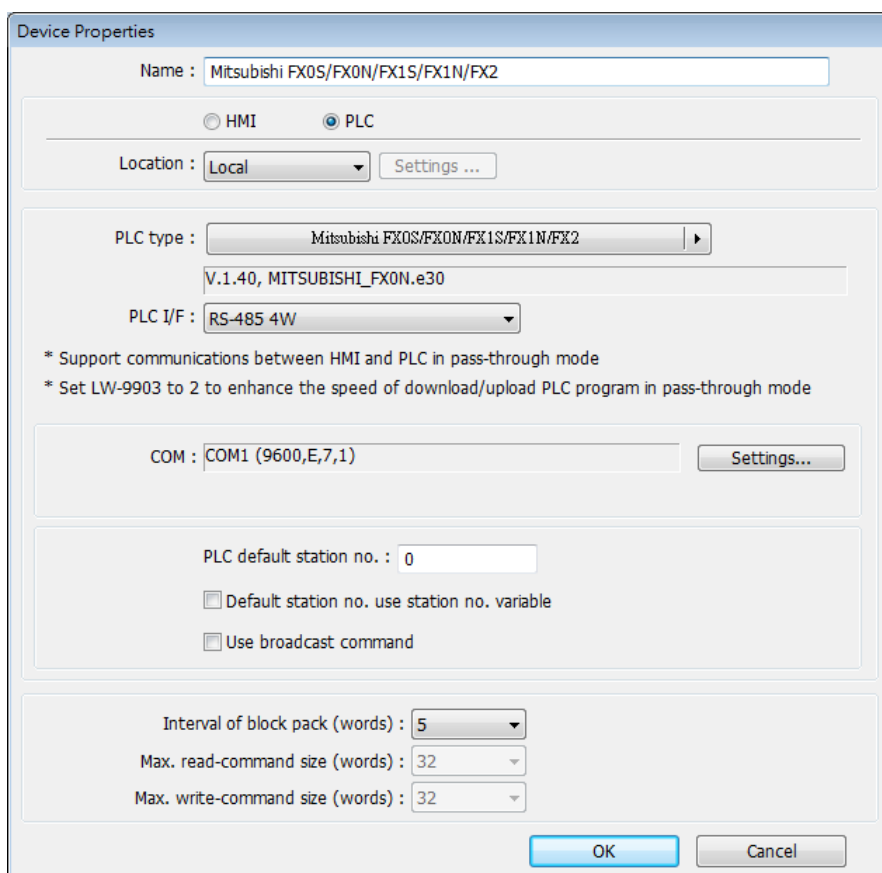 Device Properties
Name : Mitsubishi FX0S/FX0N/FX1S/FX1N/FX2
HMI PLC
Location : Local Settings ...
PLC type : Mitsubishi FX0S/FX0N/FX1S/FX1N/FX2
V.1.40, MITSUBISHI_FX0N.e30
PLC I/F : RS-485 4W
* Support communications between HMI and PLC in pass-through mode
* Set LW-9903 to 2 to enhance the speed of download/upload PLC program in pass-through mode
COM : COM1 (9600,E,7,1) Settings...
PLC default station no. : 0
Default station no. use station no. variable
Use broadcast command
Interval of block pack (words) : 5
Max. read-command size (words) : 32
Max. write-command size (words) : 32
OK Cancel